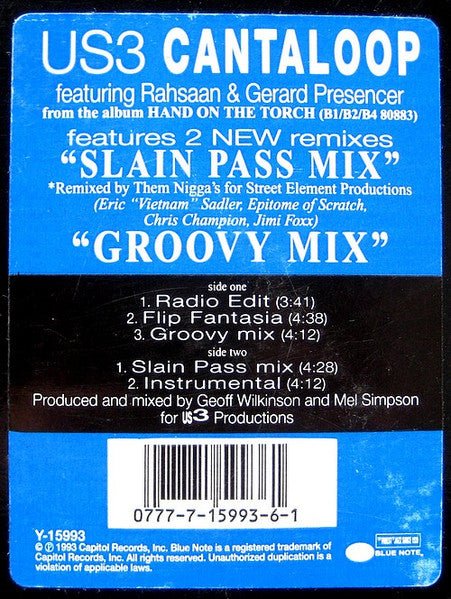 US3 CANTALOOP
featuring Rahsaan & Gerard Presencer
from the album HAND ON THE TORCH (B1/B2/B4 80883)
features 2 NEW remixes
“SLAIN PASS MIX”
*Remixed by Them Nigga's for Street Element Productions
(Eric "Vietnam" Sadler, Epitome of Scratch,
Chris Champion, Jimi Foxx)
“GROOVY MIX”
side one
1. Radio Edit (3:41)
2. Flip Fantasia (4:38)
3. Groovy mix (4:12)
side two
1. Slain Pass mix (4:28)
2. Instrumental (4:12)
Produced and mixed by Geoff Wilkinson and Mel Simpson
for US3 Productions
0777-7-15993-6-1
Y-15993
© ℗ 1993 Capitol Records, Inc. Blue Note is a registered trademark of
Capitol Records, Inc. All rights reserved. Unauthorized duplication is a
violation of applicable laws.
BLUE NOTE